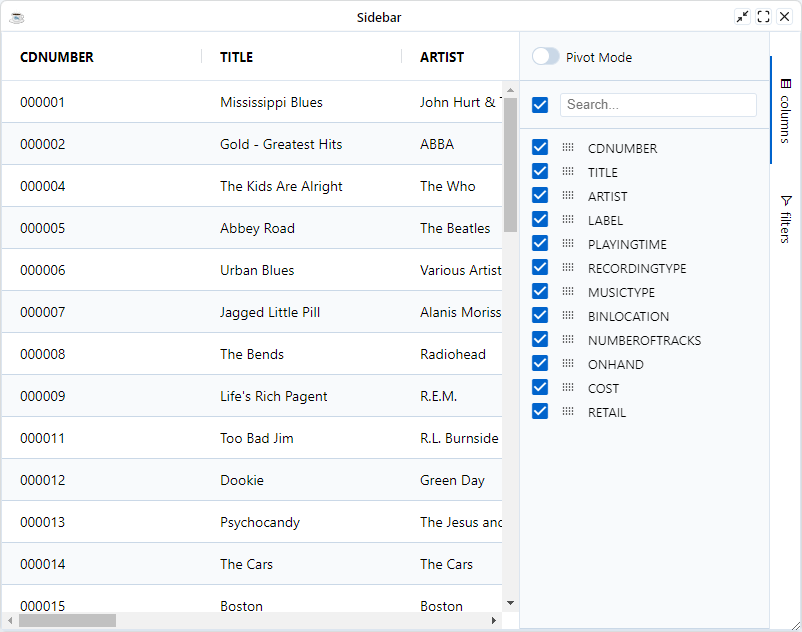 Sidebar
CDNUMBER TITLE ARTIST
000001 Mississippi Blues John Hurt &
000002 Gold - Greatest Hits ABBA
000004 The Kids Are Alright The Who
000005 Abbey Road The Beatles
000006 Urban Blues Various Artist
000007 Jagged Little Pill Alanis Moriss
000008 The Bends Radiohead
000009 Life's Rich Pagent R.E.M.
000011 Too Bad Jim R.L. Burnside
000012 Dookie Green Day
000013 Psychocandy The Jesus and
000014 The Cars The Cars
000015 Boston Boston
Pivot Mode
Search...
CDNUMBER
TITLE
ARTIST
LABEL
PLAYINGTIME
RECORDINGTYPE
MUSICTYPE
BINLOCATION
NUMBEROFTRACKS
ONHAND
COST
RETAIL
columns
filters